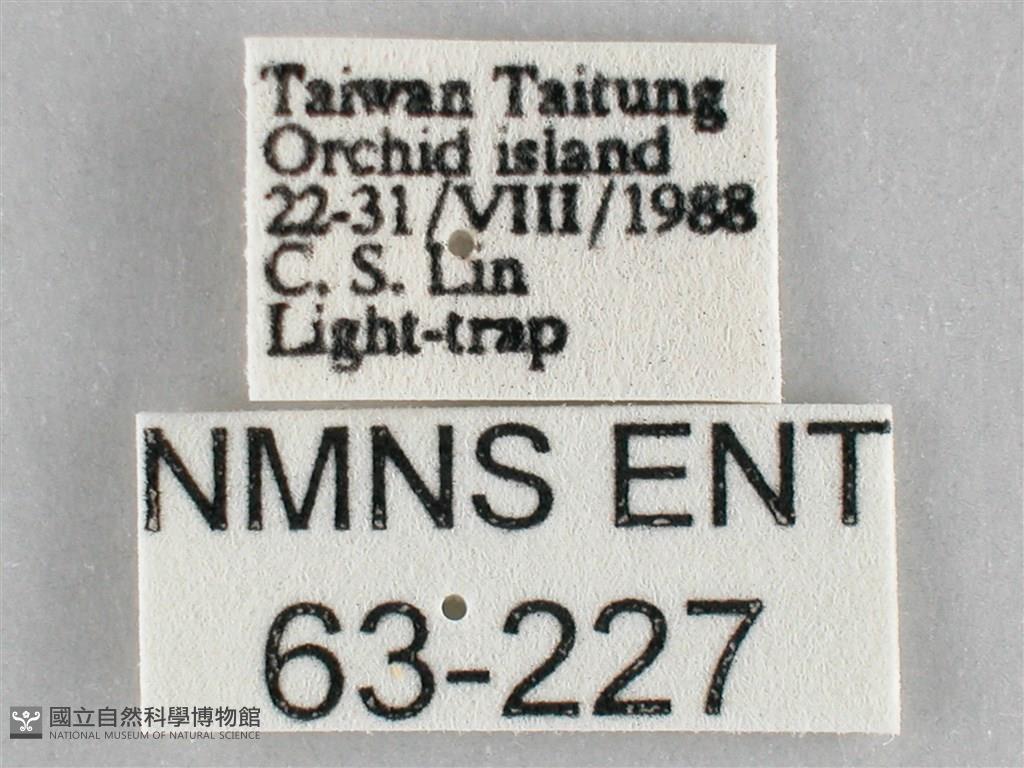 Taiwan Taitung
Orchid island
22-31/VIII/1988
C. S. Lin
Light-trap
NMNS ENT
63-227
國立自然科學博物館
NATIONAL MUSEUM OF NATURAL SCIENCE